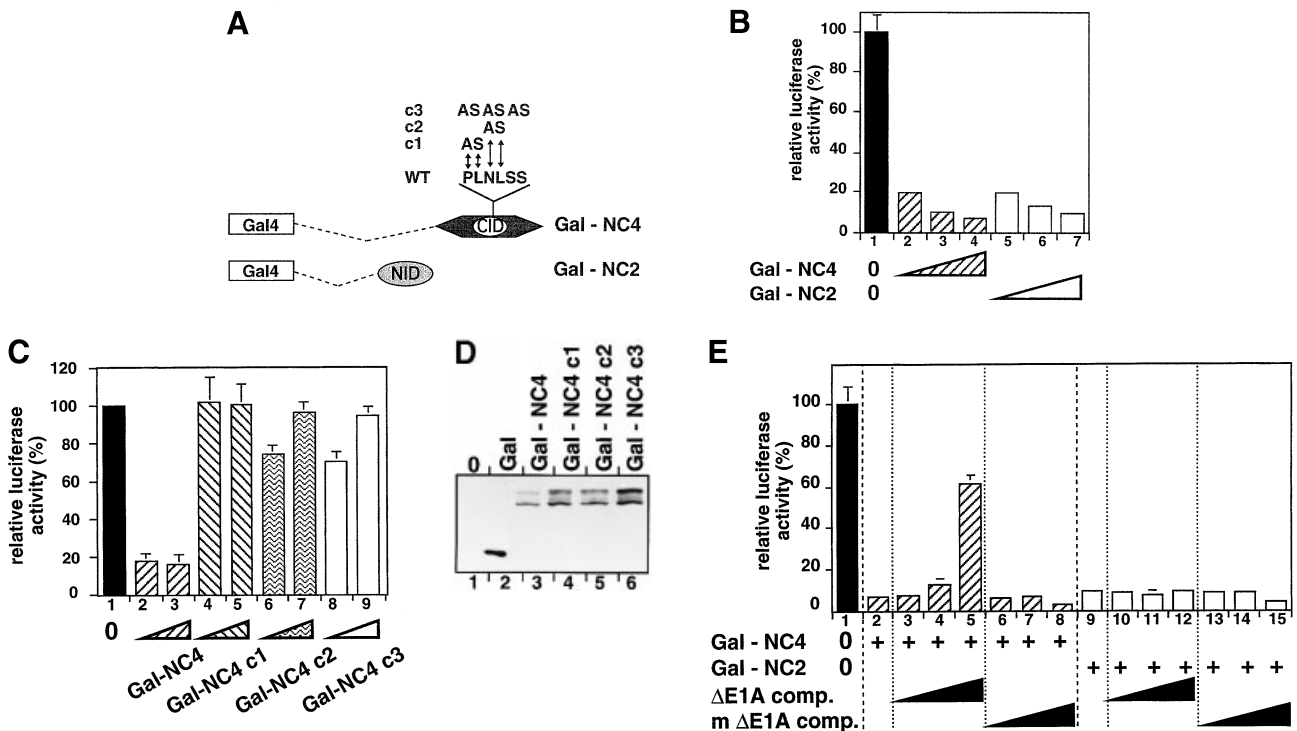 A
c3 AS AS AS
c2 AS
c1 AS
WT PLNLSS
Gal4 CID Gal - NC4
Gal4 NID Gal - NC2
B
relative luciferase activity (%)
100
80
60
40
20
0
1 2 3 4 5 6 7
Gal - NC4 0
Gal - NC2 0
C
relative luciferase activity (%)
120
100
80
60
40
20
0
1 2 3 4 5 6 7 8 9
0
Gal-NC4
Gal-NC4 c1
Gal-NC4 c2
Gal-NC4 c3
D
0
Gal
Gal - NC4
Gal - NC4 c1
Gal - NC4 c2
Gal - NC4 c3
1 2 3 4 5 6
E
relative luciferase activity (%)
100
80
60
40
20
0
1 2 3 4 5 6 7 8 9 10 11 12 13 14 15
Gal - NC4 0 + + + + + + +
Gal - NC2 0 + + + + + + +
ΔE1A comp.
m ΔE1A comp.